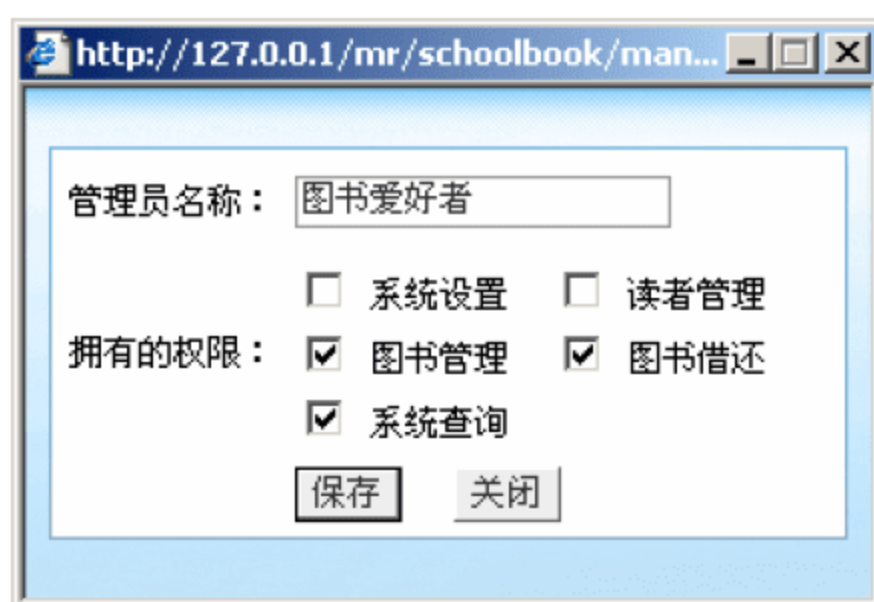 http://127.0.0.1/mr/schoolbook/man...
管理员名称： 图书爱好者
系统设置 读者管理
拥有的权限： 图书管理 图书借还
系统查询
保存 关闭